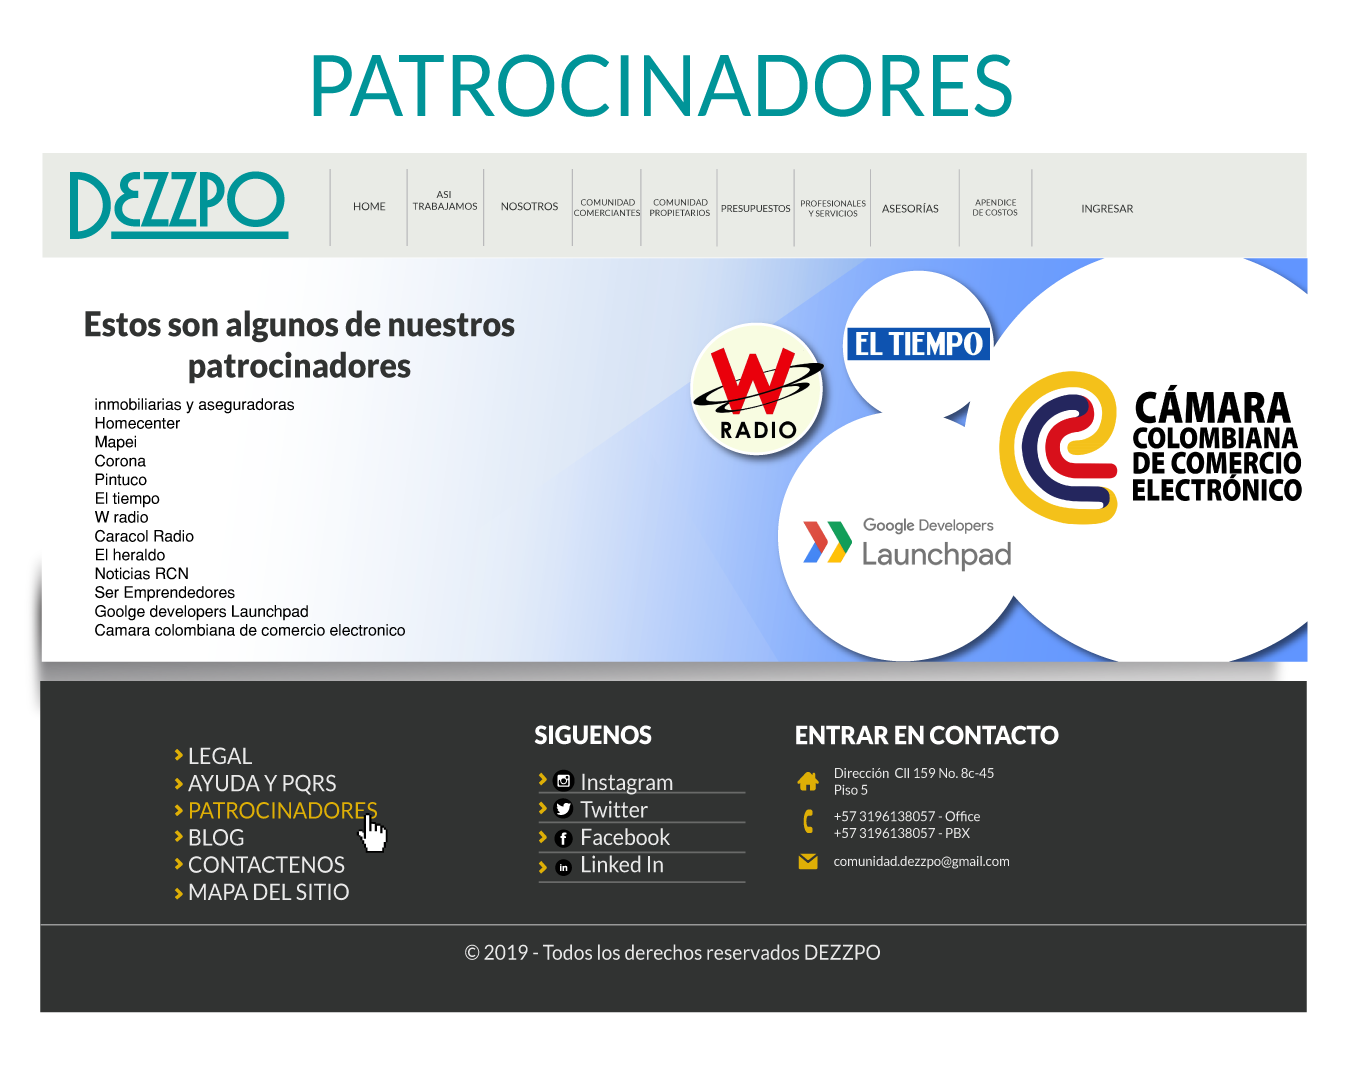 PATROCINADORES
DEZZPO
HOME
ASI
TRABAJAMOS
NOSOTROS
COMUNIDAD
COMERCIANTES
COMUNIDAD
PROPIETARIOS
PRESUPUESTOS
PROFESIONALES
Y SERVICIOS
ASESORÍAS
APENDICE
DE COSTOS
INGRESAR
Estos son algunos de nuestros
patrocinadores
inmobiliarias y aseguradoras
Homecenter
Mapei
Corona
Pintuco
El tiempo
W radio
Caracol Radio
El heraldo
Noticias RCN
Ser Emprendedores
Goolge developers Launchpad
Camara colombiana de comercio electronico
W
RADIO
EL TIEMPO
CÁMARA
COLOMBIANA
DE COMERCIO
ELECTRÓNICO
Google Developers
Launchpad
LEGAL
AYUDA Y PQRS
PATROCINADORES
BLOG
CONTACTENOS
MAPA DEL SITIO
SIGUENOS
Instagram
Twitter
Facebook
Linked In
ENTRAR EN CONTACTO
Dirección Cll 159 No. 8c-45
Piso 5
+57 3196138057 - Office
+57 3196138057 - PBX
comunidad.dezzpo@gmail.com
© 2019 - Todos los derechos reservados DEZZPO